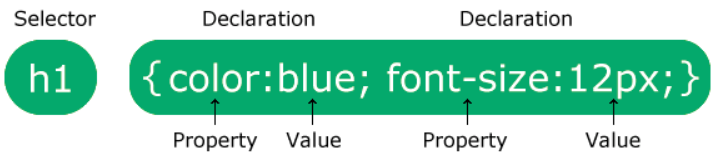 Selector Declaration Declaration
h1 {color:blue; font-size:12px;}
Property Value Property Value